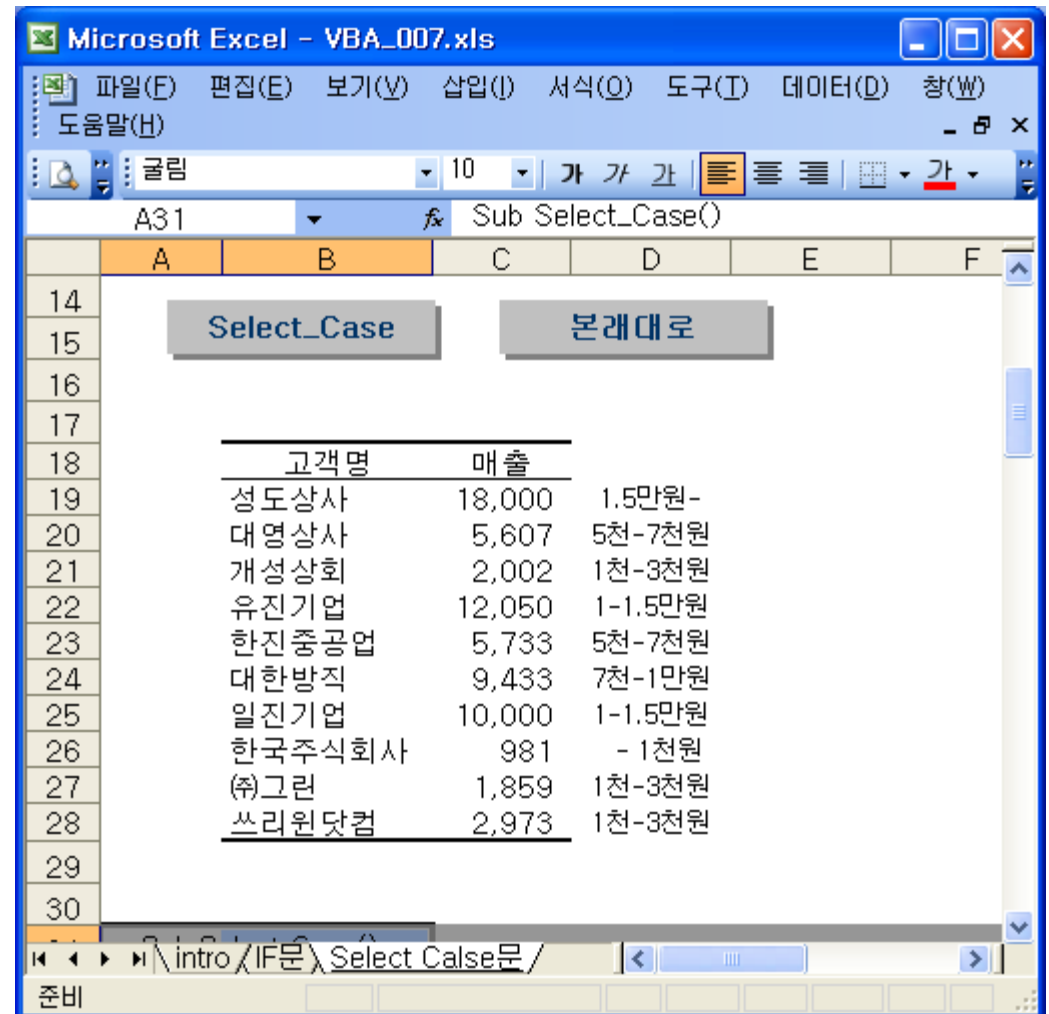 Microsoft Excel - VBA_007.xls
파일(F) 편집(E) 보기(V) 삽입(I) 서식(O) 도구(T) 데이터(D) 창(W)
도움말(H)
굴림 10 가 가 가 가
A31 fx Sub Select_Case()
A B C D E F
14
Select_Case 본래대로
15
16
17
18 고객명 매출
19 성도상사 18,000 1.5만원-
20 대명상사 5,607 5천-7천원
21 개성상회 2,002 1천-3천원
22 유진기업 12,050 1-1.5만원
23 한진중공업 5,733 5천-7천원
24 대한방직 9,433 7천-1만원
25 일진기업 10,000 1-1.5만원
26 한국주식회사 981 - 1천원
27 ㈜그린 1,859 1천-3천원
28 쓰리윈닷컴 2,973 1천-3천원
29
30
intro IF문 Select Calse문
준비